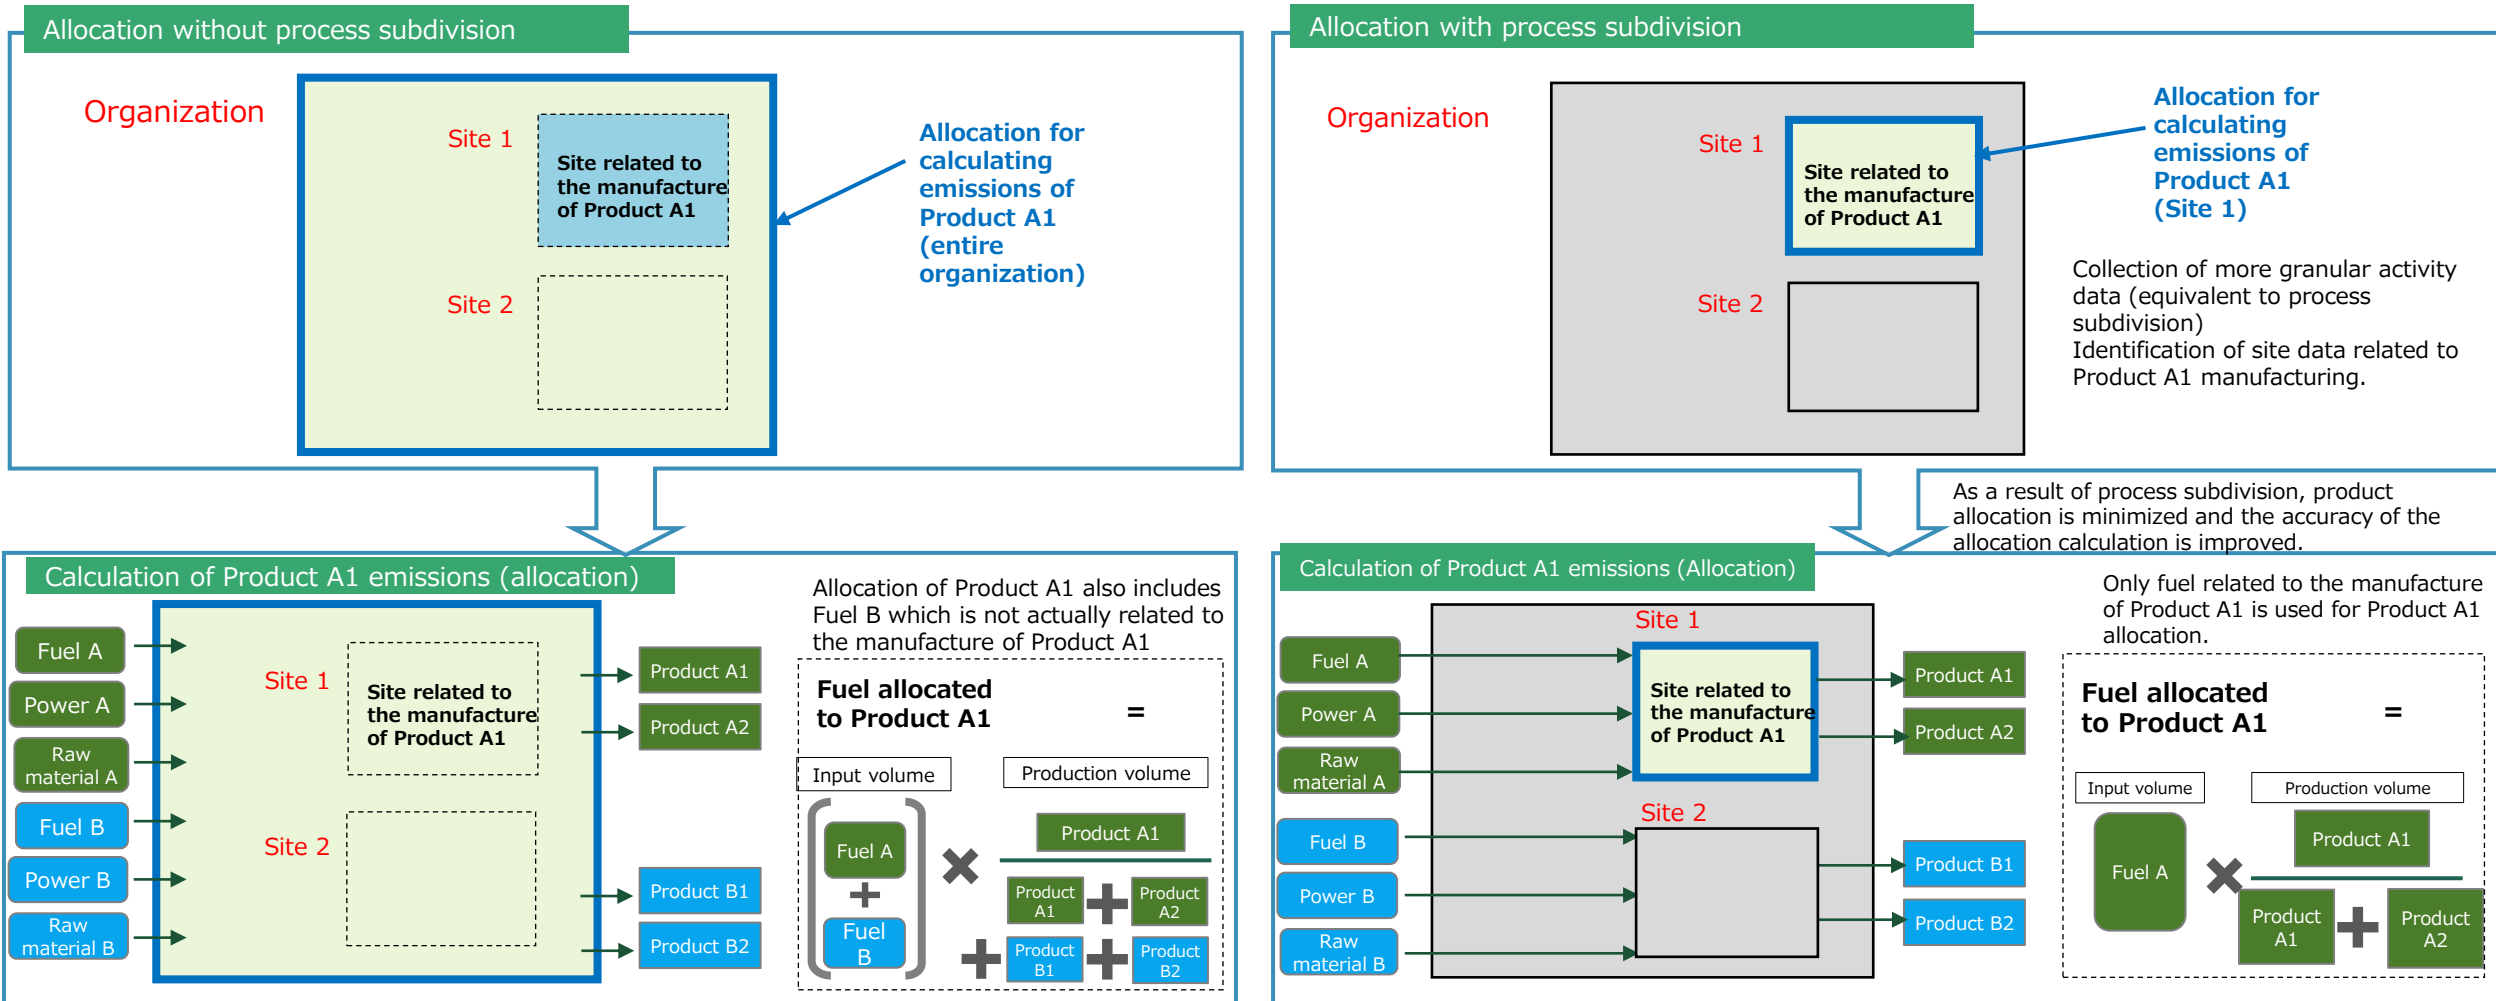 Allocation without process subdivision
Organization
Site 1
Site related to
the manufacture
of Product A1
Site 2
Allocation for
calculating
emissions of
Product A1
(entire
organization)
Allocation with process subdivision
Organization
Site 1
Site related to
the manufacture
of Product A1
Site 2
Allocation for
calculating
emissions of
Product A1
(Site 1)
Collection of more granular activity
data (equivalent to process
subdivision)
Identification of site data related to
Product A1 manufacturing.
As a result of process subdivision, product
allocation is minimized and the accuracy of the
allocation calculation is improved.
Calculation of Product A1 emissions (allocation)
Fuel A
Power A
Raw
material A
Fuel B
Power B
Raw
material B
Site 1
Site related to
the manufacture
of Product A1
Site 2
Product A1
Product A2
Product B1
Product B2
Allocation of Product A1 also includes
Fuel B which is not actually related to
the manufacture of Product A1
Fuel allocated
to Product A1 =
Input volume
Production volume
Fuel A
+
Fuel
B
×
Product A1
Product
A1
+
Product
A2
+
Product
B1
+
Product
B2
Calculation of Product A1 emissions (Allocation)
Fuel A
Power A
Raw
material A
Fuel B
Power B
Raw
material B
Site 1
Site related to
the manufacture
of Product A1
Site 2
Product A1
Product A2
Product B1
Product B2
Only fuel related to the manufacture
of Product A1 is used for Product A1
allocation.
Fuel allocated
to Product A1 =
Input volume
Production volume
Fuel A
×
Product A1
Product
A1
+
Product
A2